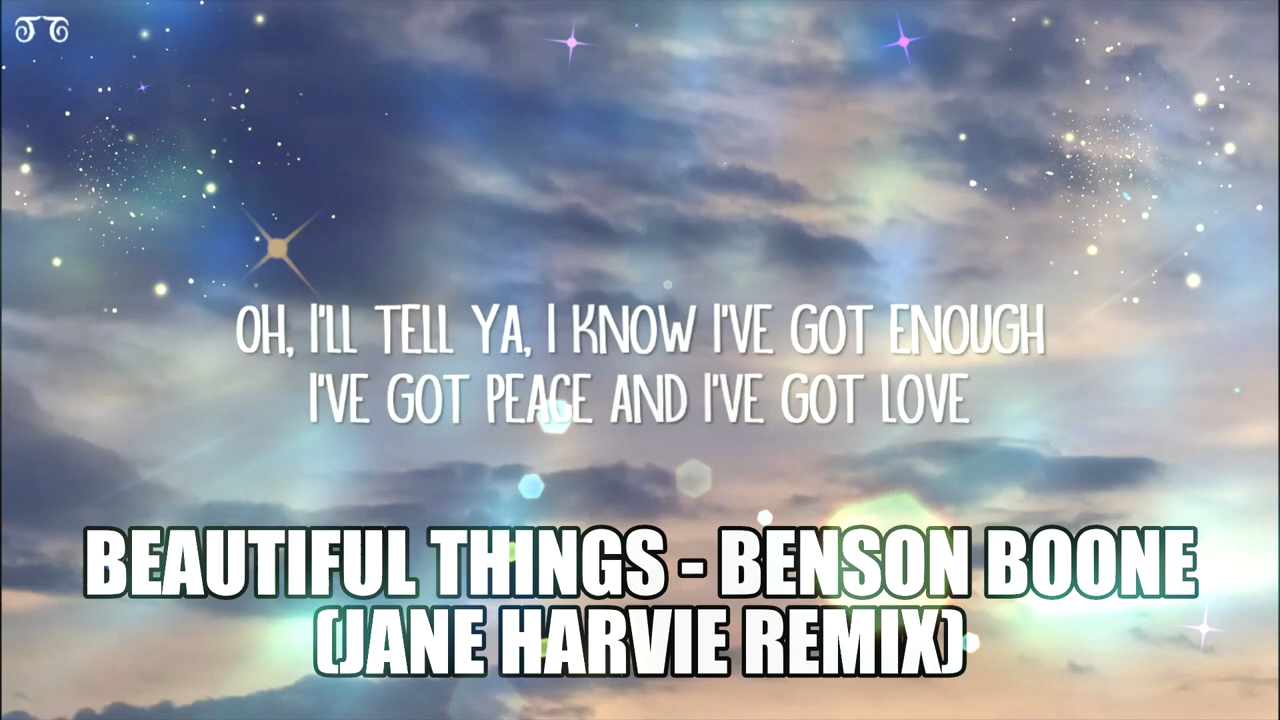 OH, I'LL TELL YA, I KNOW I'VE GOT ENOUGH
I'VE GOT PEACE AND I'VE GOT LOVE
BEAUTIFUL THINGS - BENSON BOONE
(JANE HARVIE REMIX)